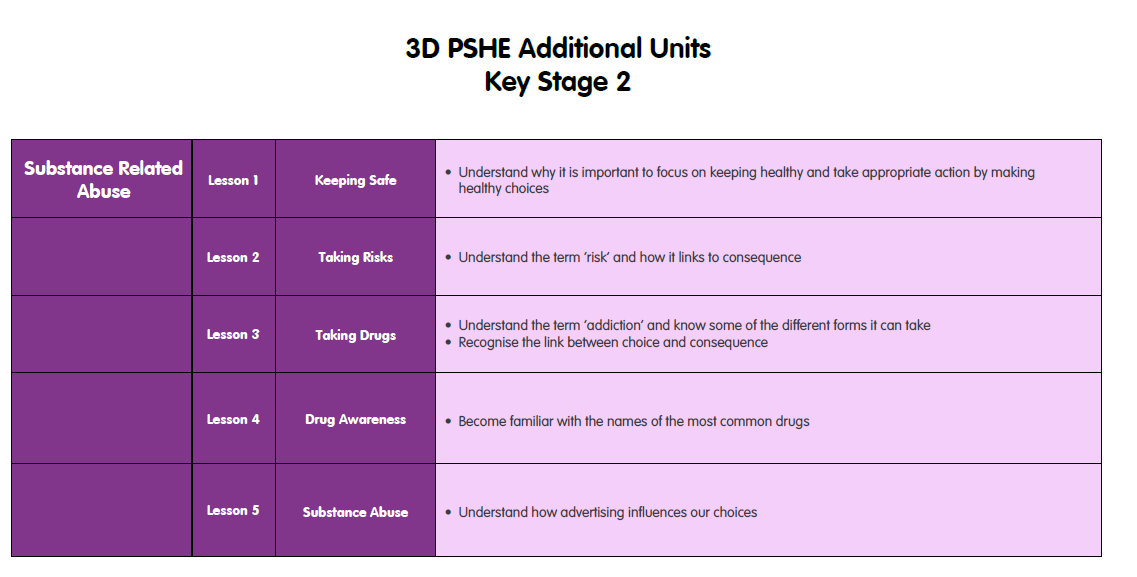 3D PSHE Additional Units
Key Stage 2
Substance Related
Abuse
Lesson 1
Keeping Safe
• Understand why it is important to focus on keeping healthy and take appropriate action by making
healthy choices
Lesson 2
Taking Risks
• Understand the term ‘risk’ and how it links to consequence
Lesson 3
Taking Drugs
• Understand the term ‘addiction’ and know some of the different forms it can take
• Recognise the link between choice and consequence
Lesson 4
Drug Awareness
• Become familiar with the names of the most common drugs
Lesson 5
Substance Abuse
• Understand how advertising influences our choices